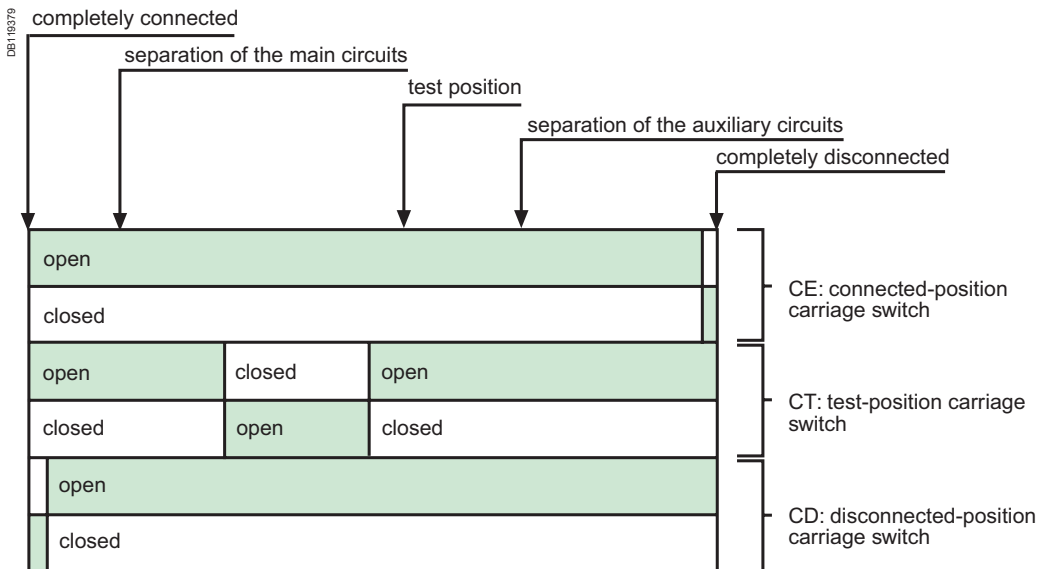 DB119379
completely connected
separation of the main circuits
test position
separation of the auxiliary circuits
completely disconnected
open
closed
CE: connected-position
carriage switch
open closed open
closed open closed
CT: test-position carriage
switch
open
closed
CD: disconnected-position
carriage switch